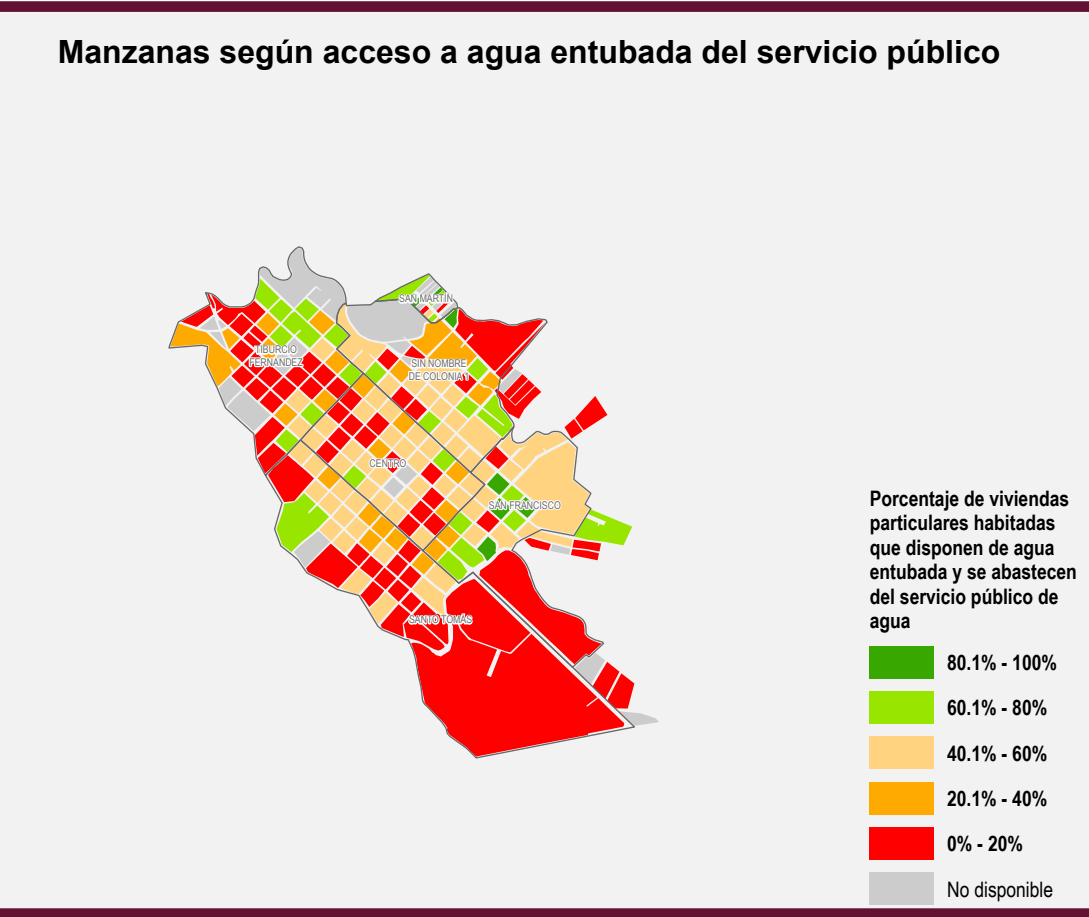 Manzanas según acceso a agua entubada del servicio público
SAN MARTÍN
TIBURCIO
FERNÁNDEZ
SIN NOMBRE
DE COLONIA 1
CENTRO
SAN FRANCISCO
SANTO TOMÁS
Porcentaje de viviendas
particulares habitadas
que disponen de agua
entubada y se abastecen
del servicio público de
agua
80.1% - 100%
60.1% - 80%
40.1% - 60%
20.1% - 40%
0% - 20%
No disponible